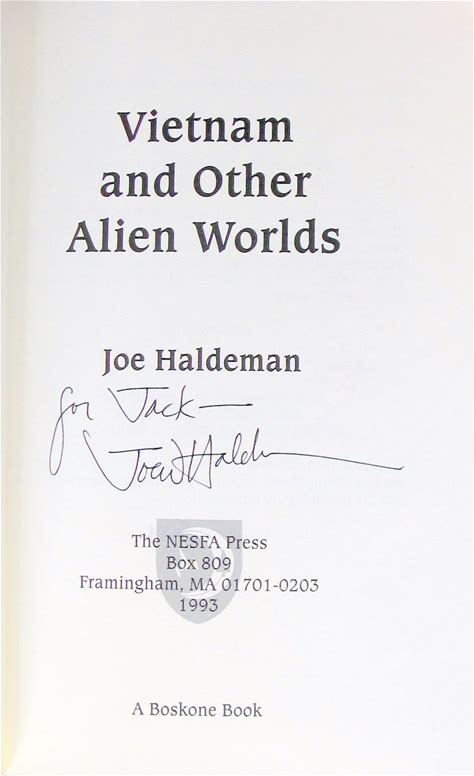 Vietnam
and Other
Alien Worlds
Joe Haldeman
for Jack—
Joe W Halde
The NESFA Press
Box 809
Framingham, MA 01701-0203
1993
A Boskone Book